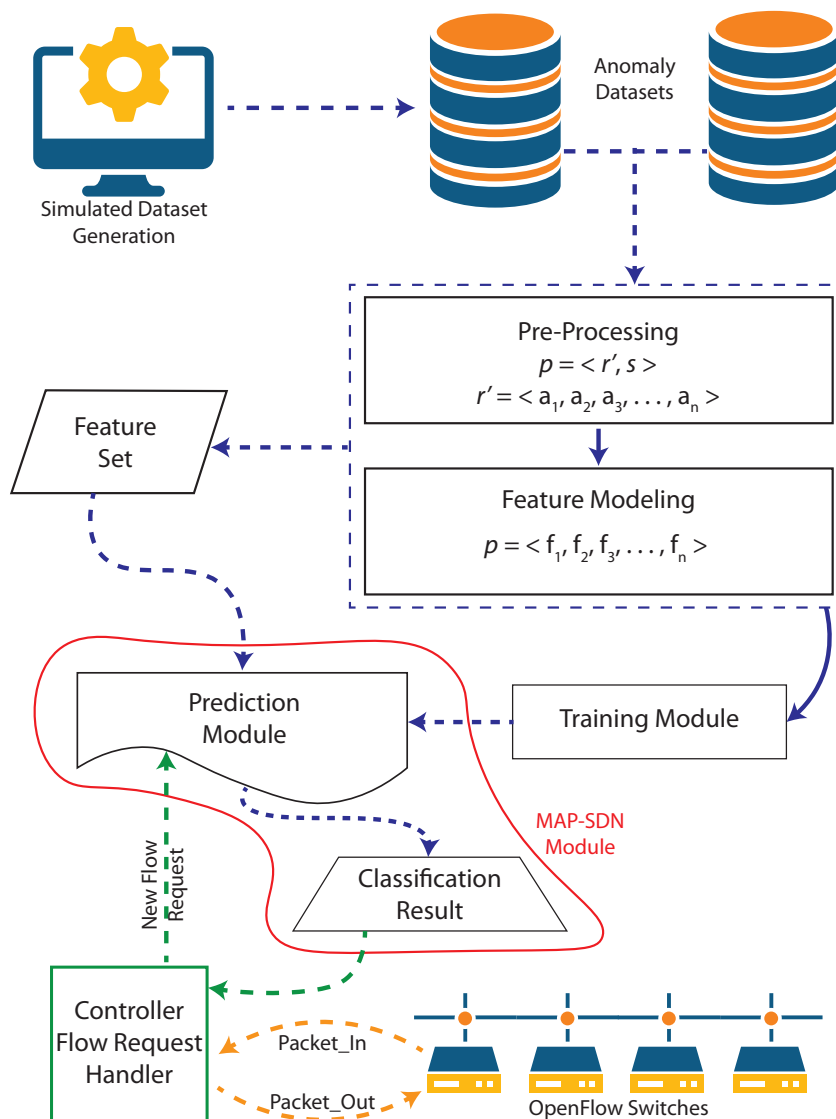 Anomaly
Datasets
Simulated Dataset
Generation
Pre-Processing
p = < r', s >
r' = < a₁, a₂, a₃, . . . , aₙ >
Feature
Set
Feature Modeling
p = < f₁, f₂, f₃, . . . , fₙ >
Prediction
Module
Training Module
MAP-SDN
Module
Classification
Result
New Flow
Request
Controller
Flow Request
Handler
Packet_In
Packet_Out
OpenFlow Switches